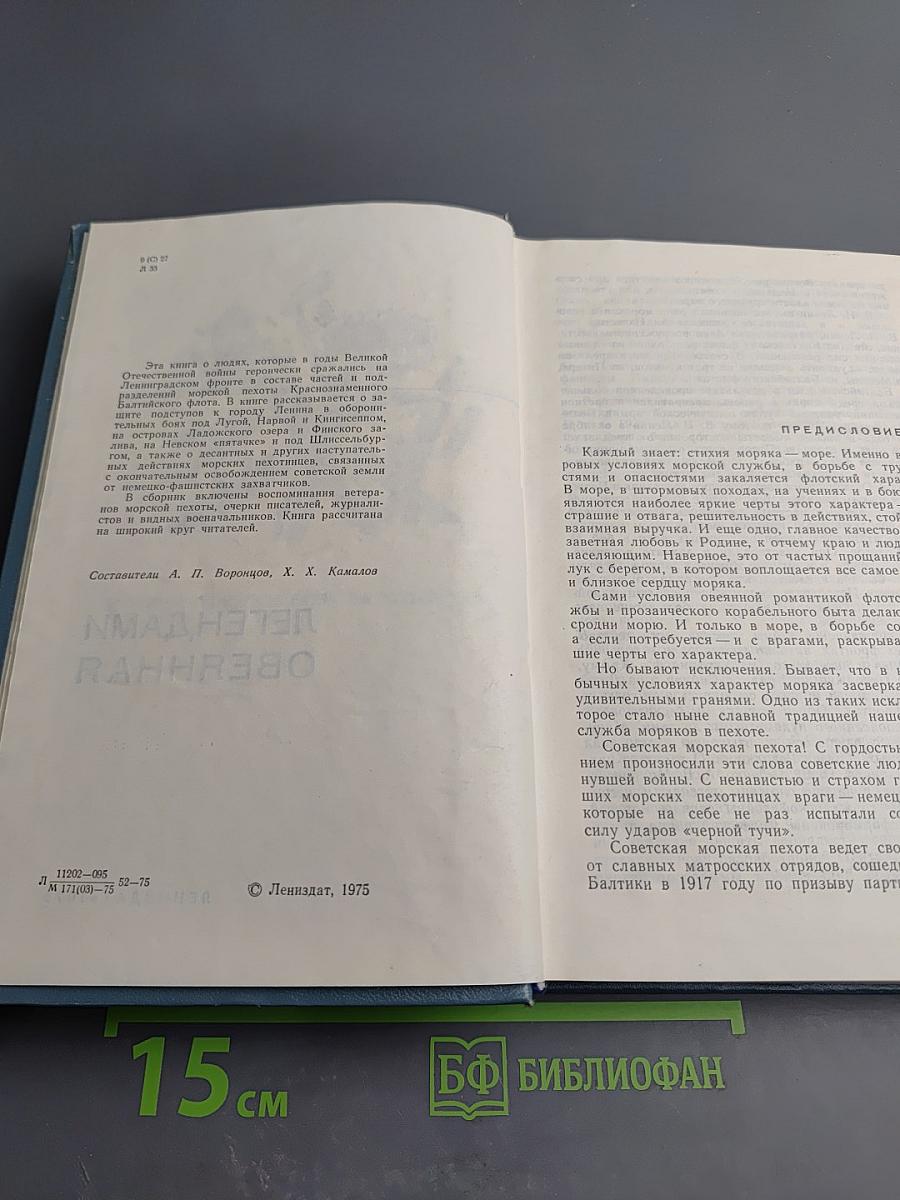 9 (С) 27
Л 33
Эта книга о людях, которые в годы Великой
Отечественной войны героически сражались на
Ленинградском фронте в составе частей и под-
разделений морской пехоты Краснознаменного
Балтийского флота. В книге рассказывается о за-
щите подступов к городу Ленина в оборони-
тельных боях под Лугой, Нарвой и Кингисеппом,
на островах Ладожского озера и Финского за-
лива, на Невском «пятачке» и под Шлиссельбур-
гом, а также о десантных и других наступатель-
ных действиях морских пехотинцев, связанных
с окончательным освобождением советской земли
от немецко-фашистских захватчиков.
В сборник включены воспоминания ветера-
нов морской пехоты, очерки писателей, журнали-
стов и видных военачальников. Книга рассчитана
на широкий круг читателей.
Составители А. П. Воронцов, Х. Х. Камалов
ЛЕГЕНДАМИ
ОВЕЯННАЯ
Л 11202—095
М 171(03)—75 52—75
© Лениздат, 1975
ПРЕДИСЛОВИЕ
Каждый знает: стихия моряка — море. Именно в
ровых условиях морской службы, в борьбе с тру
стями и опасностями закаляется флотский хара
В море, в штормовых походах, на учениях и в бою
являются наиболее яркие черты этого характера —
страшие и отвага, решительность в действиях, стой
взаимная выручка. И еще одно, главное качество
заветная любовь к Родине, к отчему краю и люд
населяющим. Наверное, это от частых прощаний
лук с берегом, в котором воплощается все самое
и близкое сердцу моряка.
Сами условия овеянной романтикой флотс
жбы и прозаического корабельного быта делаю
сродни морю. И только в море, в борьбе со
а если потребуется — и с врагами, раскрыва
шие черты его характера.
Но бывают исключения. Бывает, что в н
бычных условиях характер моряка засверка
удивительными гранями. Одно из таких искл
торое стало ныне славной традицией наше
служба моряков в пехоте.
Советская морская пехота! С гордостью
нием произносили эти слова советские люд
нувшей войны. С ненавистью и страхом г
ших морских пехотинцах враги — немец
которые на себе не раз испытали со
силу ударов «черной тучи».
Советская морская пехота ведет сво
от славных матросских отрядов, сошед
Балтики в 1917 году по призыву парти
15 см
БФ БИБЛИОФАН